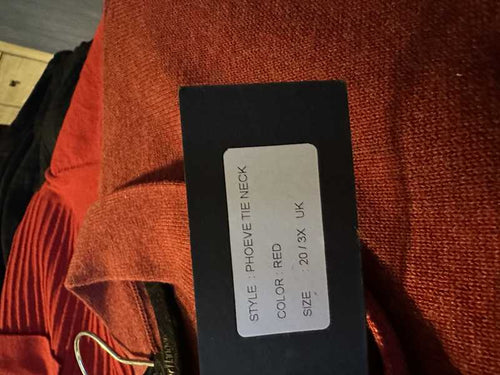 STYLE : PHOEVE TIE NECK
COLOR : RED
SIZE : 20 / 3X UK